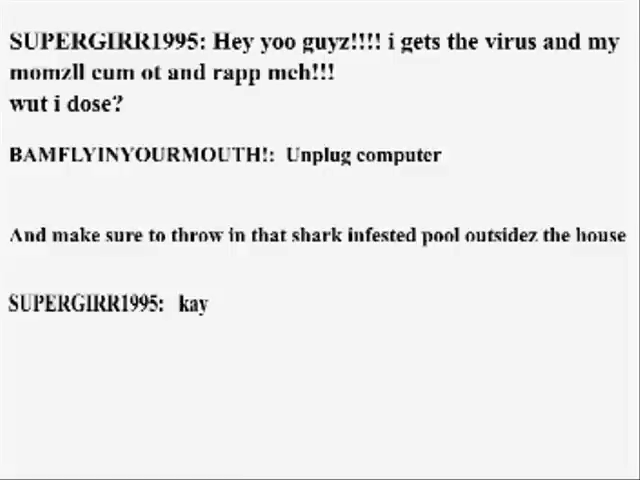 SUPERGIRR1995: Hey yoo guyz!!!! i gets the virus and my
momzll cum ot and rapp mch!!!
wut i dose?
BAMFLYINYOURMOUTH!: Unplug computer
And make sure to throw in that shark infested pool outsidez the house
SUPERGIRR1995: kay